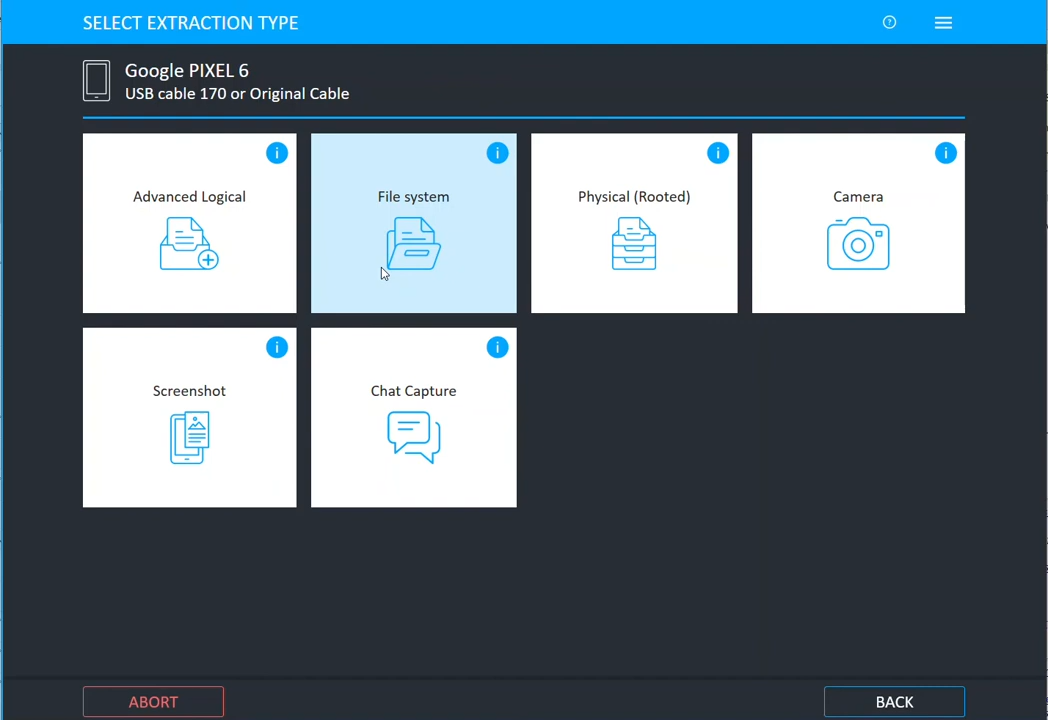 SELECT EXTRACTION TYPE
Google PIXEL 6
USB cable 170 or Original Cable
Advanced Logical
File system
Physical (Rooted)
Camera
Screenshot
Chat Capture
ABORT
BACK